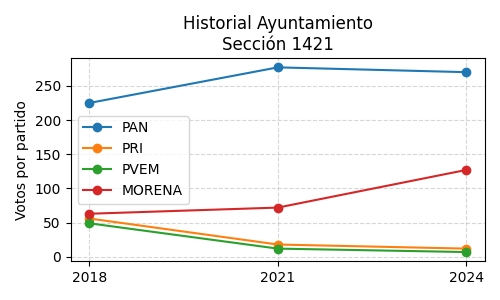 Historial Ayuntamiento
Sección 1421
Votos por partido
250
200
150
100
50
0
PAN
PRI
PVEM
MORENA
2018
2021
2024